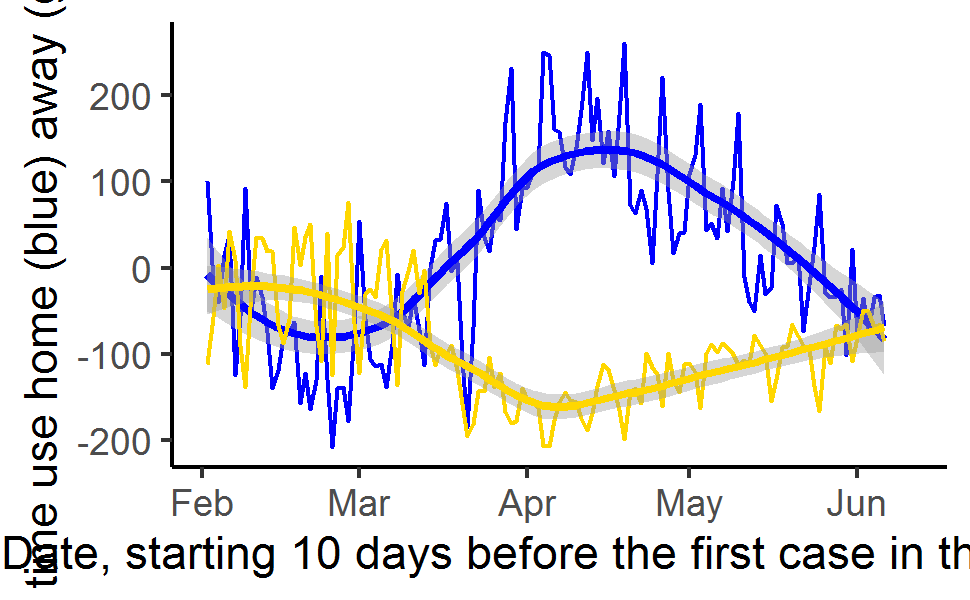 time use home (blue) away (
200
100
0
-100
-200
Feb Mar Apr May Jun
Date, starting 10 days before the first case in th